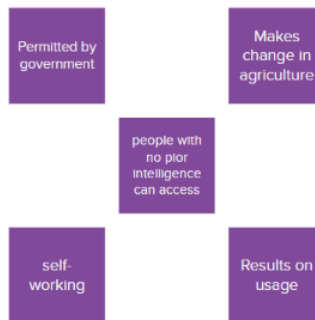 Permitted by
government
Makes
change in
agriculture
people with
no pior
intelligence
can access
self-
working
Results on
usage